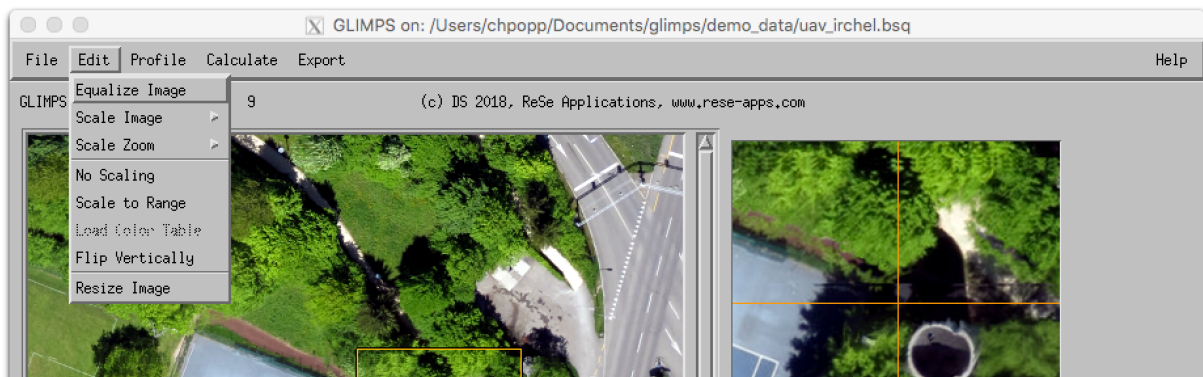 GLIMPS on: /Users/chpopp/Documents/glimps/demo_data/uav_irchel.bsq
File Edit Profile Calculate Export Help
GLIMPS 9 (c) DS 2018, ReSe Applications, www.rese-apps.com
Equalize Image
Scale Image
Scale Zoom
No Scaling
Scale to Range
Load Color Table
Flip Vertically
Resize Image